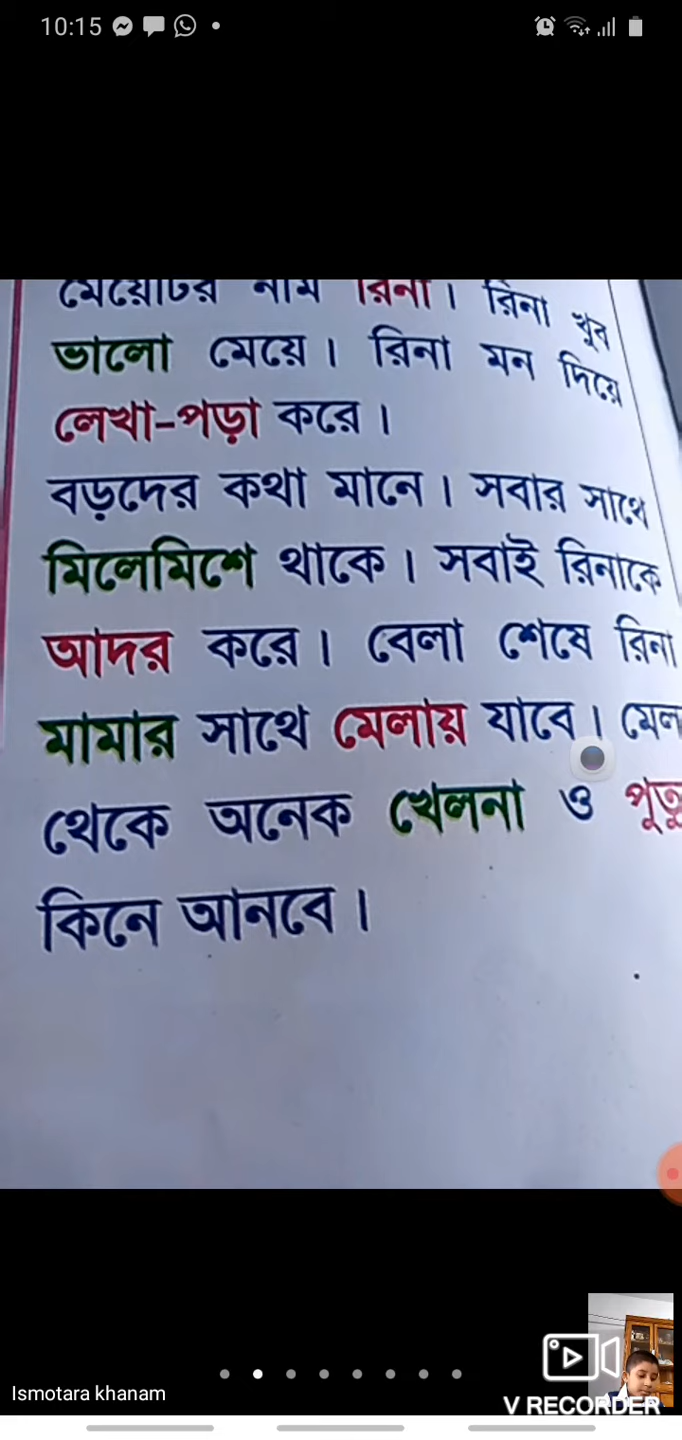 10:15
মেয়েটির নাম রিনা। রিনা খুব
ভালো মেয়ে। রিনা মন দিয়ে
লেখা-পড়া করে।
বড়দের কথা মানে। সবার সাথে
মিলেমিশে থাকে। সবাই রিনাকে
আদর করে। বেলা শেষে রিনা
মামার সাথে মেলায় যাবে।
থেকে অনেক খেলনা ও
কিনে আনবে।
Ismotara khanam
V RECORDER